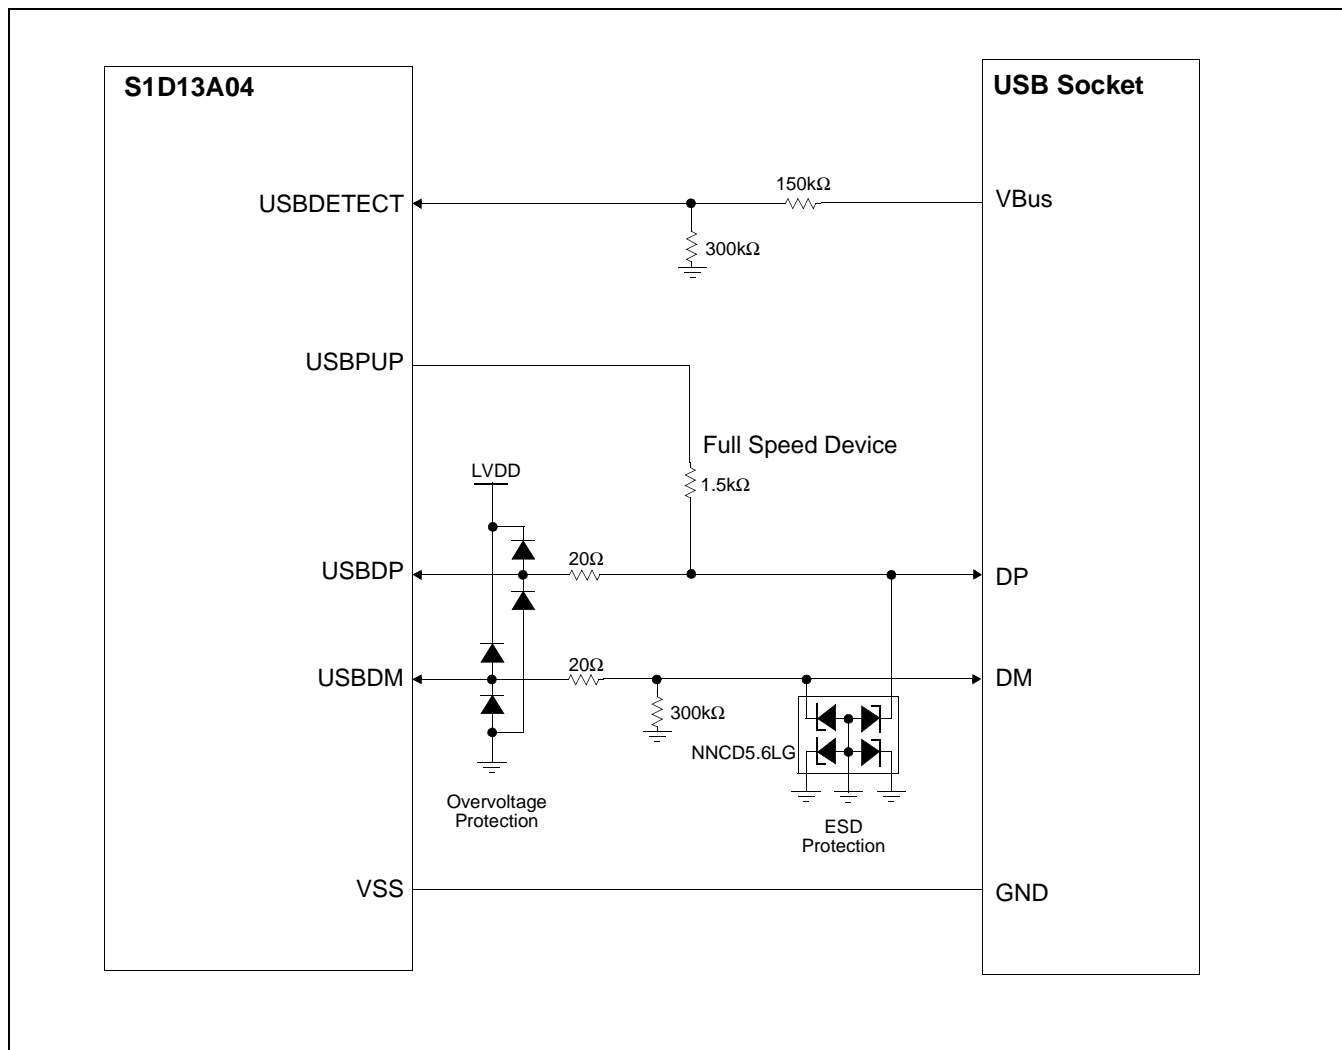 S1D13A04
USB Socket
150kΩ
USBDETECT
VBus
300kΩ
USBPUP
Full Speed Device
LVDD
1.5kΩ
20Ω
USBDP
DP
20Ω
USBDM
DM
300kΩ
NNCD5.6LG
Overvoltage
Protection
ESD
Protection
VSS
GND